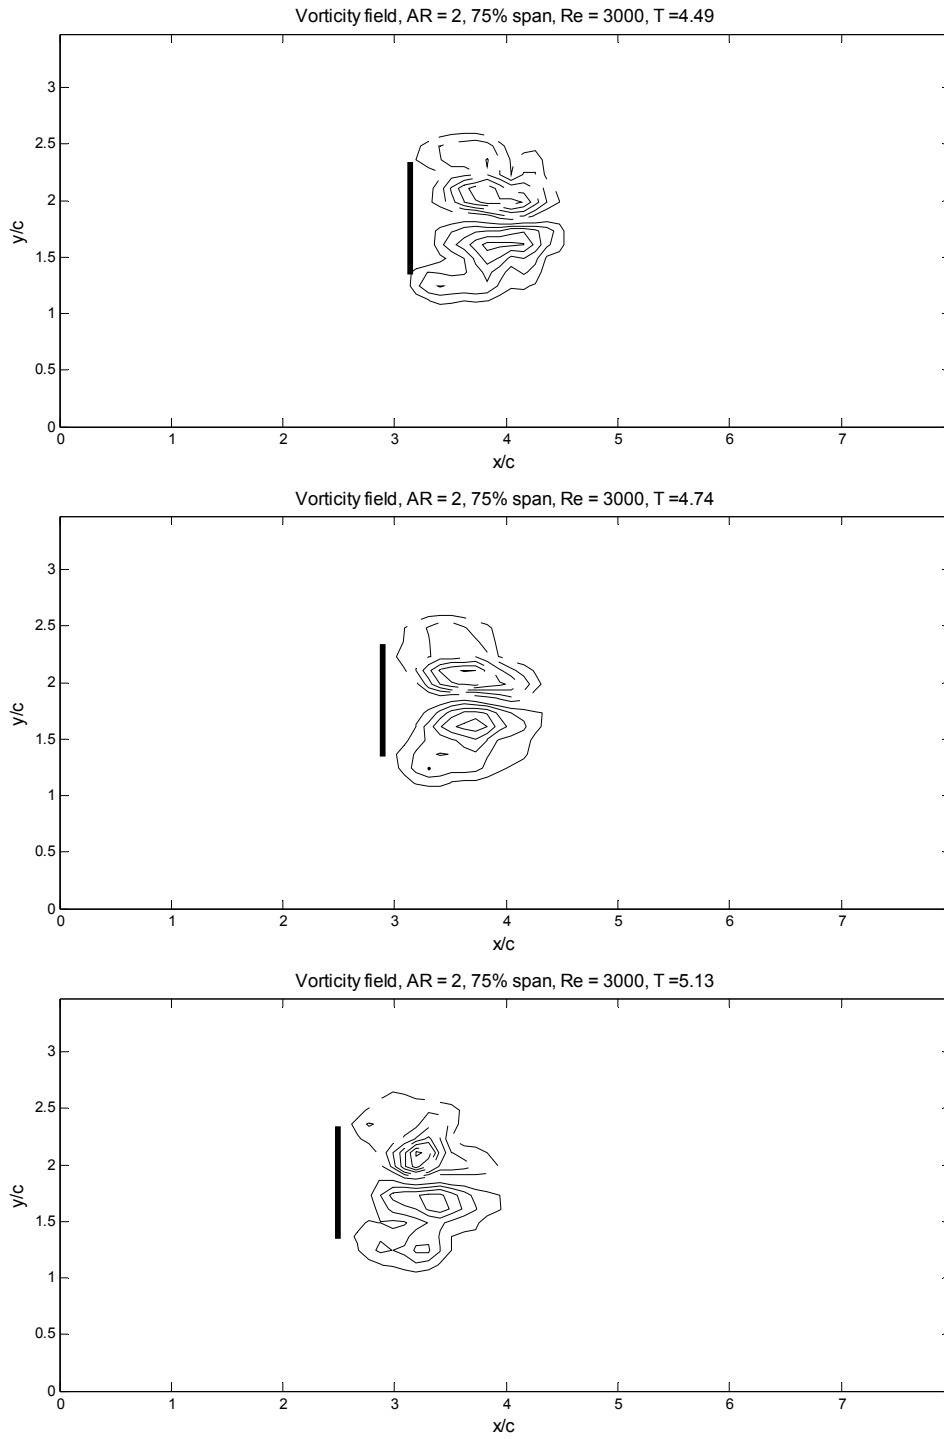 Vorticity field, AR = 2, 75% span, Re = 3000, T =4.49
3
2.5
2
1.5
1
0.5
0
y/c
0 1 2 3 4 5 6 7
x/c
Vorticity field, AR = 2, 75% span, Re = 3000, T =4.74
3
2.5
2
1.5
1
0.5
0
y/c
0 1 2 3 4 5 6 7
x/c
Vorticity field, AR = 2, 75% span, Re = 3000, T =5.13
3
2.5
2
1.5
1
0.5
0
y/c
0 1 2 3 4 5 6 7
x/c